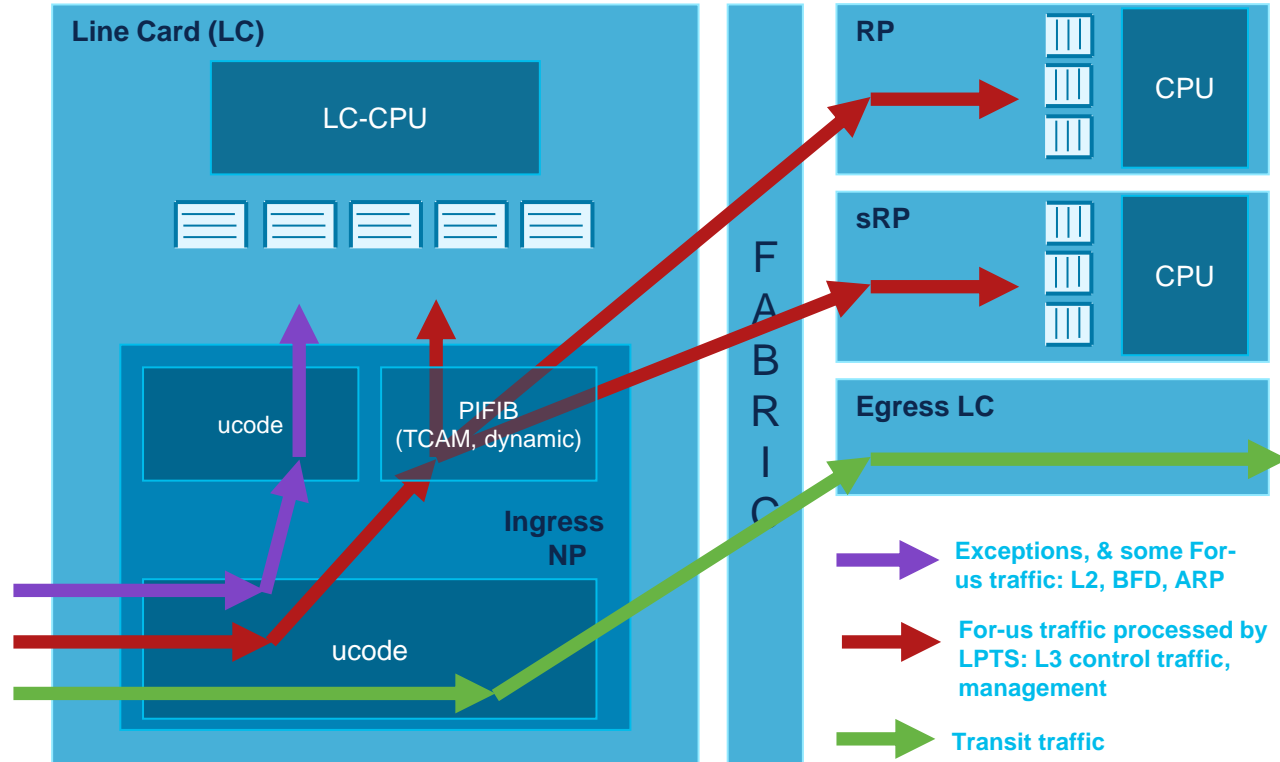 Line Card (LC)
LC-CPU
ucode
PIFIB
(TCAM, dynamic)
Ingress
NP
ucode
F
A
B
R
I
C
RP
CPU
sRP
CPU
Egress LC
Exceptions, & some For-
us traffic: L2, BFD, ARP
For-us traffic processed by
LPTS: L3 control traffic,
management
Transit traffic